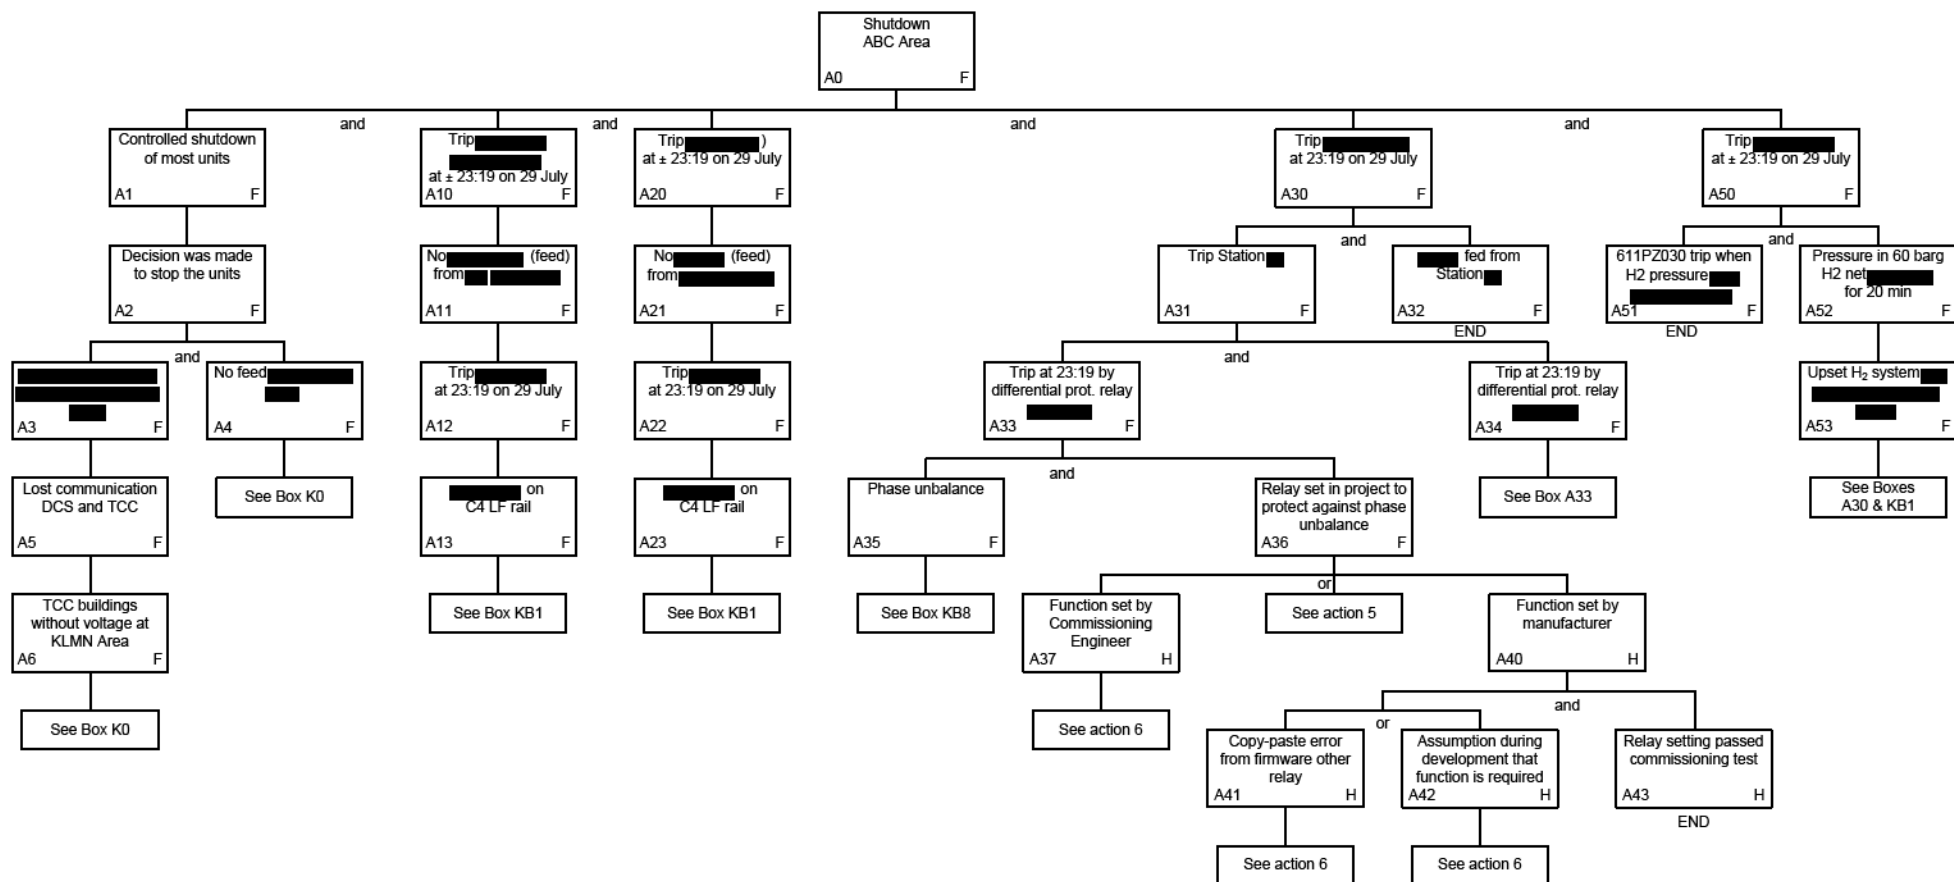 Shutdown
ABC Area
A0 F
and and and and
Controlled shutdown
of most units
A1 F
Trip
at ± 23:19 on 29 July
A10 F
Trip )
at ± 23:19 on 29 July
A20 F
Trip
at 23:19 on 29 July
A30 F
Trip
at ± 23:19 on 29 July
A50 F
and
and
Decision was made
to stop the units
A2 F
No (feed)
from
A11 F
No (feed)
from
A21 F
Trip Station
A31 F
fed from
Station
A32 F
END
611PZ030 trip when
H2 pressure
A51 F
END
Pressure in 60 barg
H2 net
for 20 min
A52 F
and
and
A3 F
No feed
A4 F
Trip
at 23:19 on 29 July
A12 F
Trip
at 23:19 on 29 July
A22 F
Trip at 23:19 by
differential prot. relay
A33 F
Trip at 23:19 by
differential prot. relay
A34 F
Upset H₂ system
A53 F
and
Lost communication
DCS and TCC
A5 F
See Box K0
on
C4 LF rail
A13 F
on
C4 LF rail
A23 F
Phase unbalance
A35 F
Relay set in project to
protect against phase
unbalance
A36 F
See Box A33
See Boxes
A30 & KB1
or
TCC buildings
without voltage at
KLMN Area
A6 F
See Box KB1
See Box KB1
See Box KB8
Function set by
Commissioning
Engineer
A37 H
See action 5
Function set by
manufacturer
A40 H
and
or
See Box K0
See action 6
Copy-paste error
from firmware other
relay
A41 H
Assumption during
development that
function is required
A42 H
Relay setting passed
commissioning test
A43 H
END
See action 6
See action 6